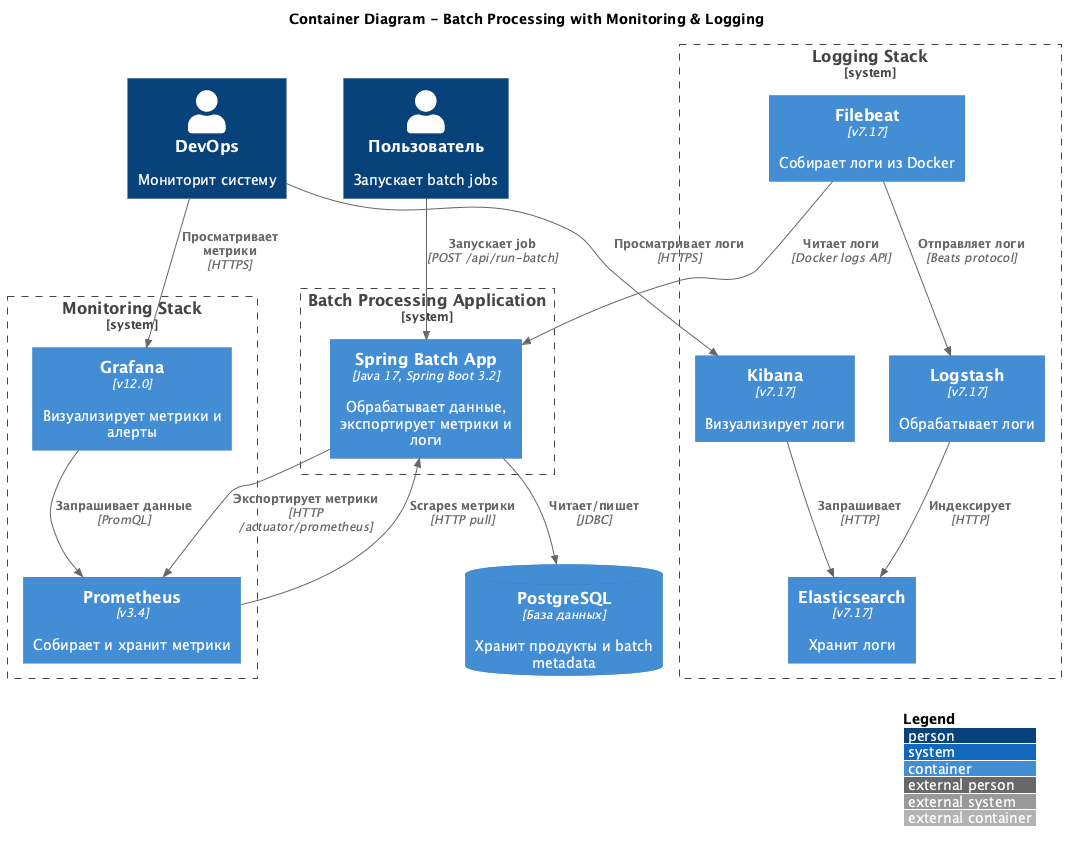 Container Diagram – Batch Processing with Monitoring & Logging
DevOps
Мониторит систему
Пользователь
Запускает batch jobs
Logging Stack
[system]
Filebeat
[v7.17]
Собирает логи из Docker
Просматривает
метрики
[HTTPS]
Запускает job
[POST /api/run-batch]
Просматривает логи
[HTTPS]
Читает логи
[Docker logs API]
Отправляет логи
[Beats protocol]
Monitoring Stack
[system]
Grafana
[v12.0]
Визуализирует метрики и
алерты
Batch Processing Application
[system]
Spring Batch App
[Java 17, Spring Boot 3.2]
Обрабатывает данные,
экспортирует метрики и
логи
Kibana
[v7.17]
Визуализирует логи
Logstash
[v7.17]
Обрабатывает логи
Запрашивает данные
[PromQL]
Экспортирует метрики
[HTTP
/actuator/prometheus]
Scrapes метрики
[HTTP pull]
Читает/пишет
[JDBC]
Запрашивает
[HTTP]
Индексирует
[HTTP]
Prometheus
[v3.4]
Собирает и хранит метрики
PostgreSQL
[База данных]
Хранит продукты и batch
metadata
Elasticsearch
[v7.17]
Хранит логи
Legend
person
system
container
external person
external system
external container